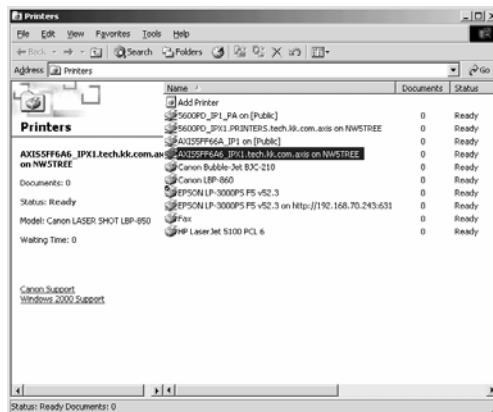 Printers
File Edit View Favorites Tools Help
Back Search Folders
Address Printers Go
Printers
AXIS5FF6A6_IPX1.tech.kk.com.ax
on NW5TREE
Documents: 0
Status: Ready
Model: Canon LASER SHOT LBP-850
Waiting Time: 0
Canon Support
Windows 2000 Support
Name Documents Status
Add Printer
5600PD_IP1_PA on [Public] 0 Ready
5600PD_IPX1.PRINTERS.tech.kk.com.axis on NW5TREE 0 Ready
AXIS5FF66A_IP1 on [Public] 0 Ready
AXIS5FF6A6_IPX1.tech.kk.com.axis on NW5TREE 0 Ready
Canon Bubble-Jet BJC-210 0 Ready
Canon LBP-860 0 Ready
EPSON LP-3000PS F5 v52.3 0 Ready
EPSON LP-3000PS F5 v52.3 on http://192.168.70.243:631 0 Ready
Fax 0 Ready
HP LaserJet 5100 PCL 6 0 Ready
Status: Ready Documents: 0